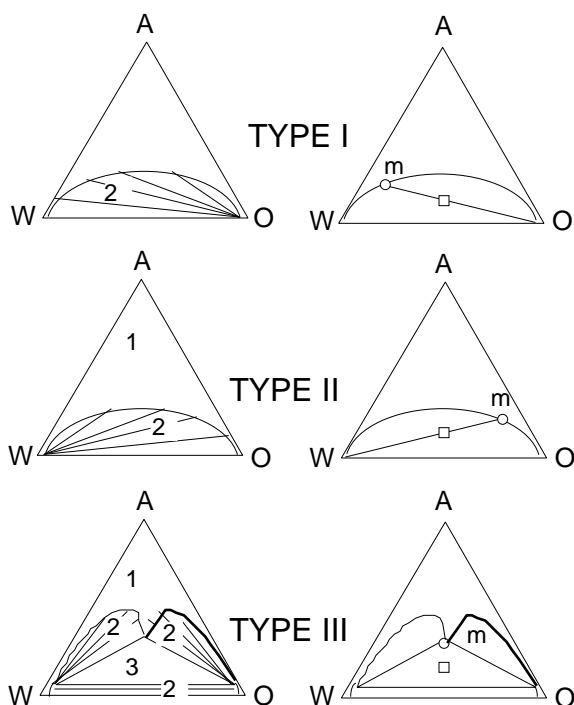 A A
TYPE I
m
2
W O W O
A A
1
TYPE II
m
2
W O W O
A A
1
2 2 TYPE III m
3
W 2 O W O